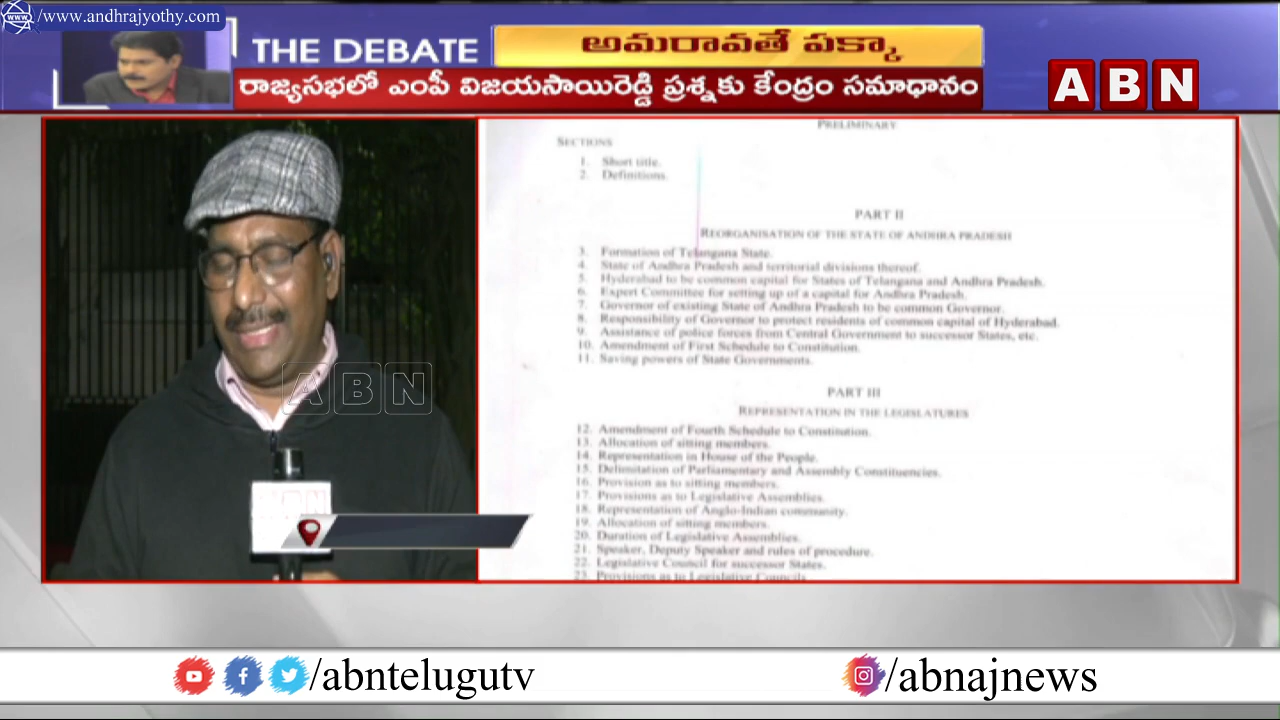 /www.andhrajyothy.com
THE DEBATE
అమరావతే పక్కా
రాజ్యసభలో ఎంపీ విజయసాయిరెడ్డి ప్రశ్నకు కేంద్రం సమాధానం
ABN
PRELIMINARY
SECTIONS
1. Short title.
2. Definitions.
PART II
REORGANISATION OF THE STATE OF ANDHRA PRADESH
3. Formation of Telangana State.
4. State of Andhra Pradesh and territorial divisions thereof.
5. Hyderabad to be common capital for States of Telangana and Andhra Pradesh.
6. Expert Committee for setting up of a capital for Andhra Pradesh.
7. Governor of existing State of Andhra Pradesh to be common Governor.
8. Responsibility of Governor to protect residents of common capital of Hyderabad.
9. Assistance of police forces from Central Government to successor States, etc.
10. Amendment of First Schedule to Constitution.
11. Saving powers of State Governments.
PART III
REPRESENTATION IN THE LEGISLATURES
12. Amendment of Fourth Schedule to Constitution.
13. Allocation of sitting members.
14. Representation in House of the People.
15. Delimitation of Parliamentary and Assembly Constituencies.
16. Provision as to sitting members.
17. Provisions as to Legislative Assemblies.
18. Representation of Anglo-Indian community.
19. Allocation of sitting members.
20. Duration of Legislative Assemblies.
21. Speaker, Deputy Speaker and rules of procedure.
22. Legislative Council for successor States.
23. Provisions as to Legislative Councils.
ABN
/abntelugutv
/abnajnews